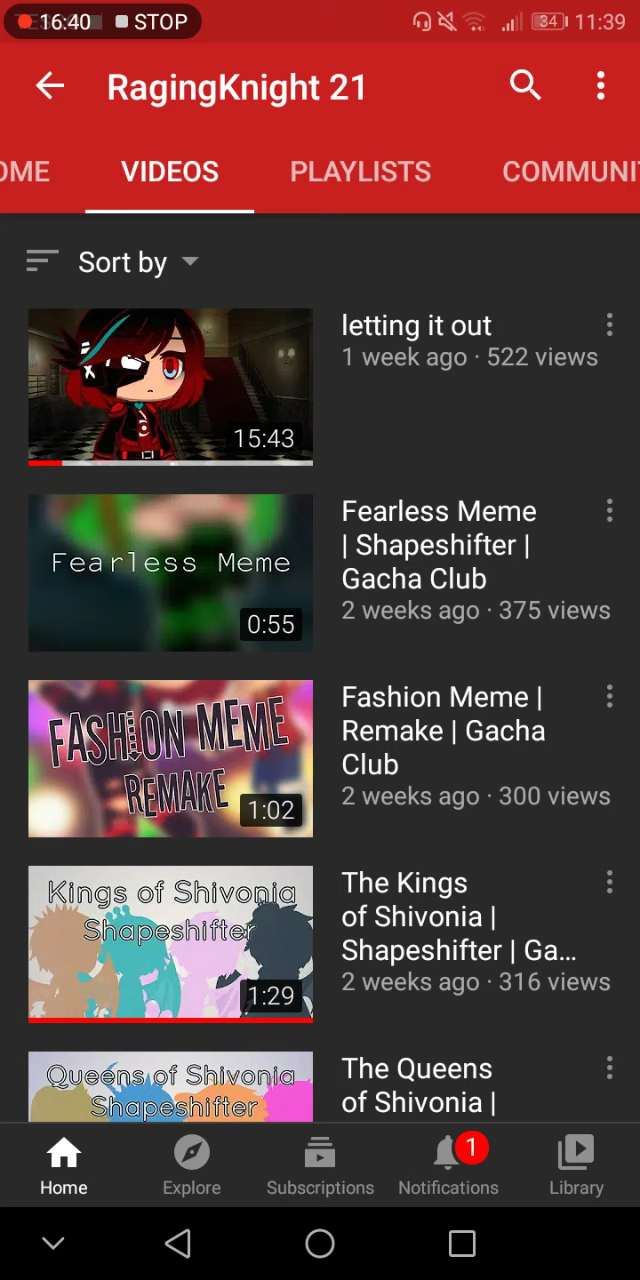 16:40 STOP 34 11:39
RagingKnight 21
OME VIDEOS PLAYLISTS COMMUNI
Sort by
letting it out
1 week ago · 522 views
15:43
Fearless Meme
0:55
Fearless Meme
| Shapeshifter |
Gacha Club
2 weeks ago · 375 views
FASHION MEME
REMAKE
1:02
Fashion Meme |
Remake | Gacha
Club
2 weeks ago · 300 views
Kings of Shivonia
Shapeshifter
1:29
The Kings
of Shivonia |
Shapeshifter | Ga...
2 weeks ago · 316 views
Queens of Shivonia
Shapeshifter
The Queens
of Shivonia |
1
Home Explore Subscriptions Notifications Library